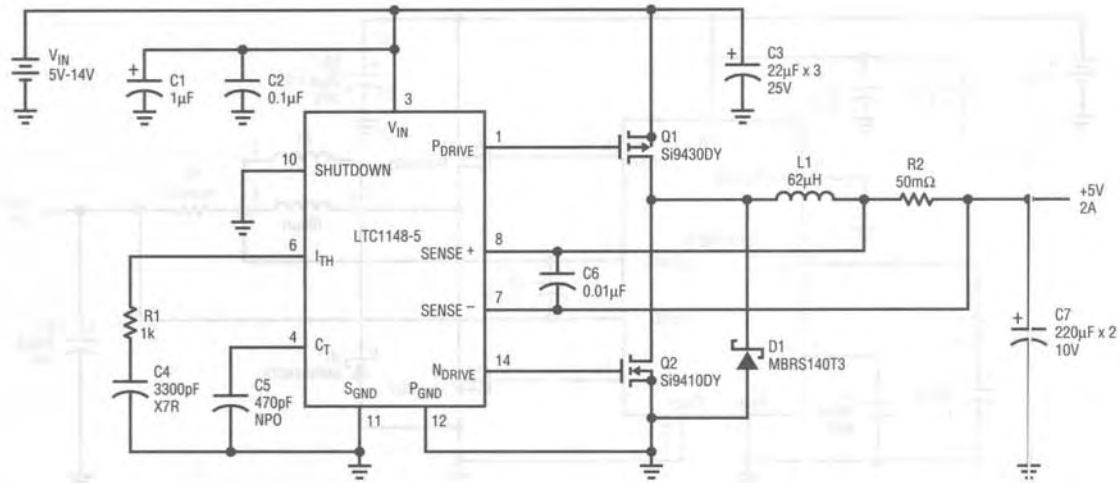 V_IN
5V-14V
C1
1µF
C2
0.1µF
C3
22µF x 3
25V
3
V_IN
P_DRIVE
1
Q1
Si9430DY
10
SHUTDOWN
L1
62µH
R2
50mΩ
+5V
2A
LTC1148-5
6
I_TH
SENSE +
8
C6
0.01µF
SENSE −
7
R1
1k
4
C_T
C7
220µF x 2
10V
D1
MBRS140T3
N_DRIVE
14
Q2
Si9410DY
C4
3300pF
X7R
C5
470pF
NPO
S_GND
P_GND
11
12